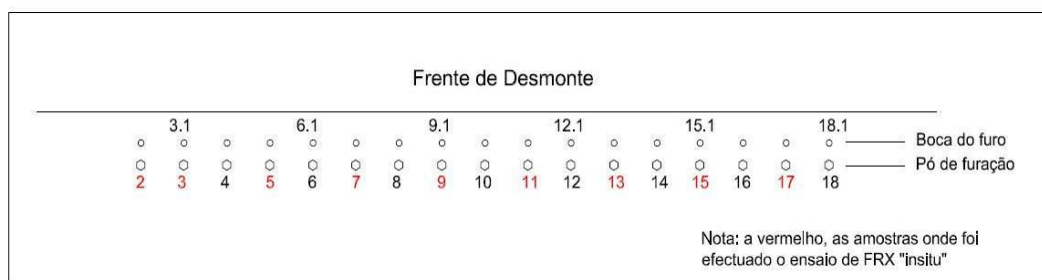 Frente de Desmonte
3.1 6.1 9.1 12.1 15.1 18.1
Boca do furo
Pó de furação
2 3 4 5 6 7 8 9 10 11 12 13 14 15 16 17 18
Nota: a vermelho, as amostras onde foi
efectuado o ensaio de FRX "insitu"